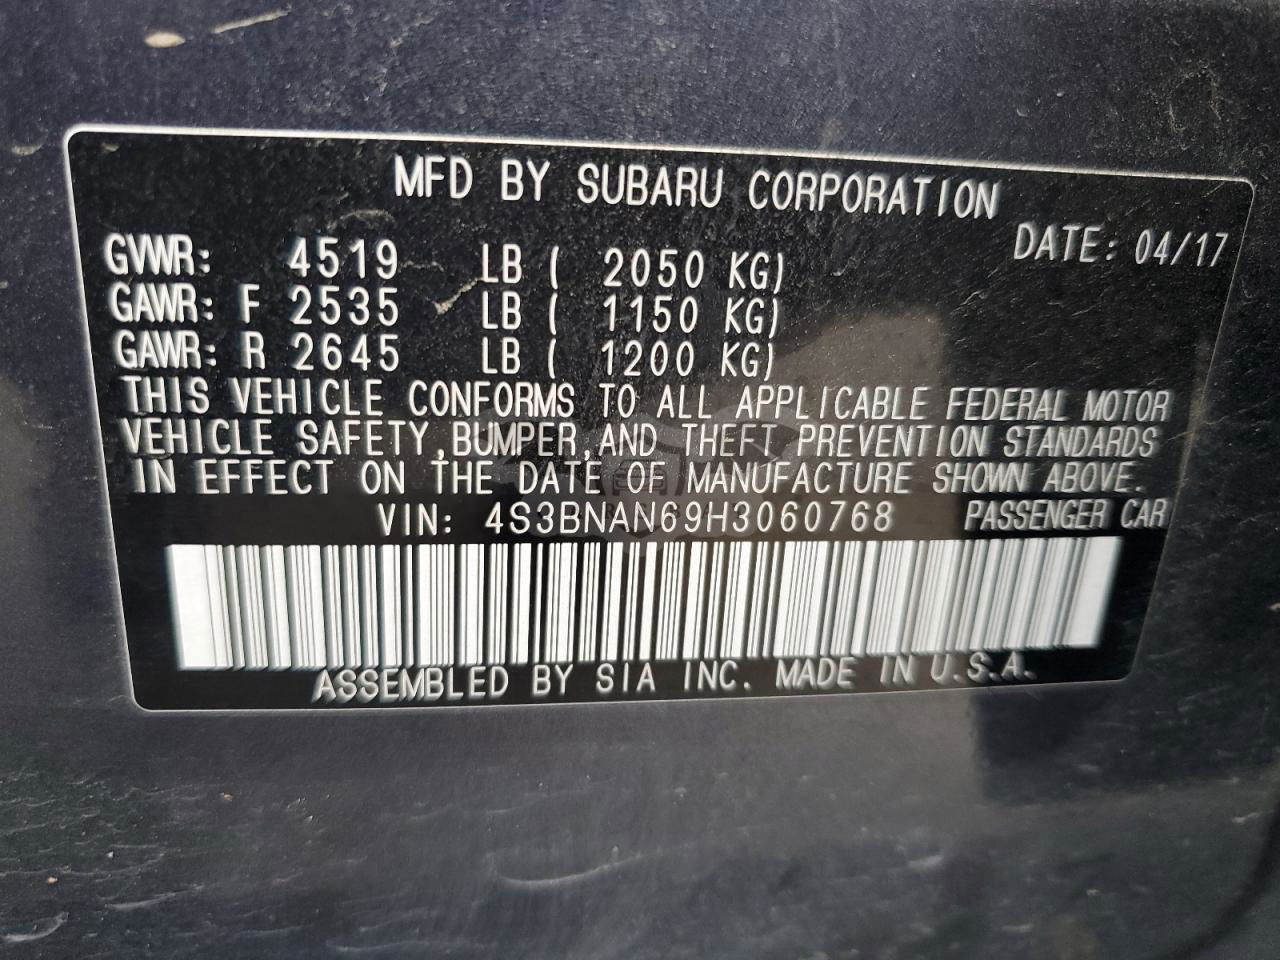 MFD BY SUBARU CORPORATION
DATE: 04/17
GVWR: 4519 LB ( 2050 KG)
GAWR: F 2535 LB ( 1150 KG)
GAWR: R 2645 LB ( 1200 KG)
THIS VEHICLE CONFORMS TO ALL APPLICABLE FEDERAL MOTOR
VEHICLE SAFETY,BUMPER,AND THEFT PREVENTION STANDARDS
IN EFFECT ON THE DATE OF MANUFACTURE SHOWN ABOVE.
VIN: 4S3BNAN69H3060768 PASSENGER CAR
ASSEMBLED BY SIA INC. MADE IN U.S.A.